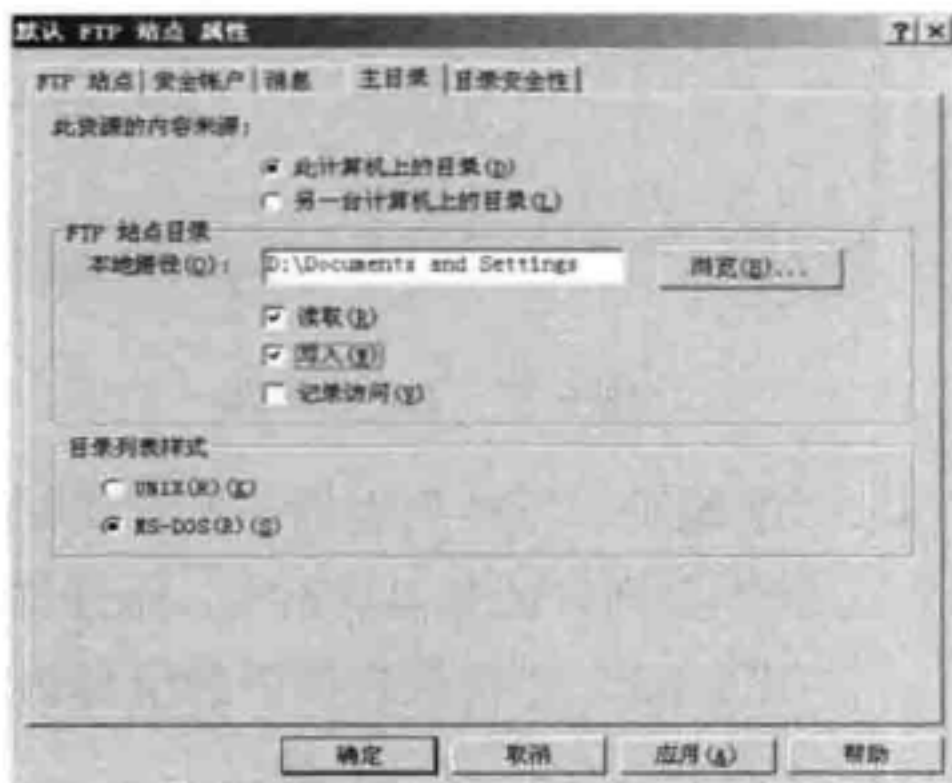 默认 FTP 站点 属性
FTP 站点 安全帐户 消息 主目录 目录安全性
此资源的内容来源:
此计算机上的目录(D)
另一台计算机上的目录(L)
FTP 站点目录
本地路径(O): D:\Documents and Settings 浏览(B)...
读取(R)
写入(W)
记录访问(V)
目录列表样式
UNIX(R)(X)
MS-DOS(R)(S)
确定 取消 应用(A) 帮助